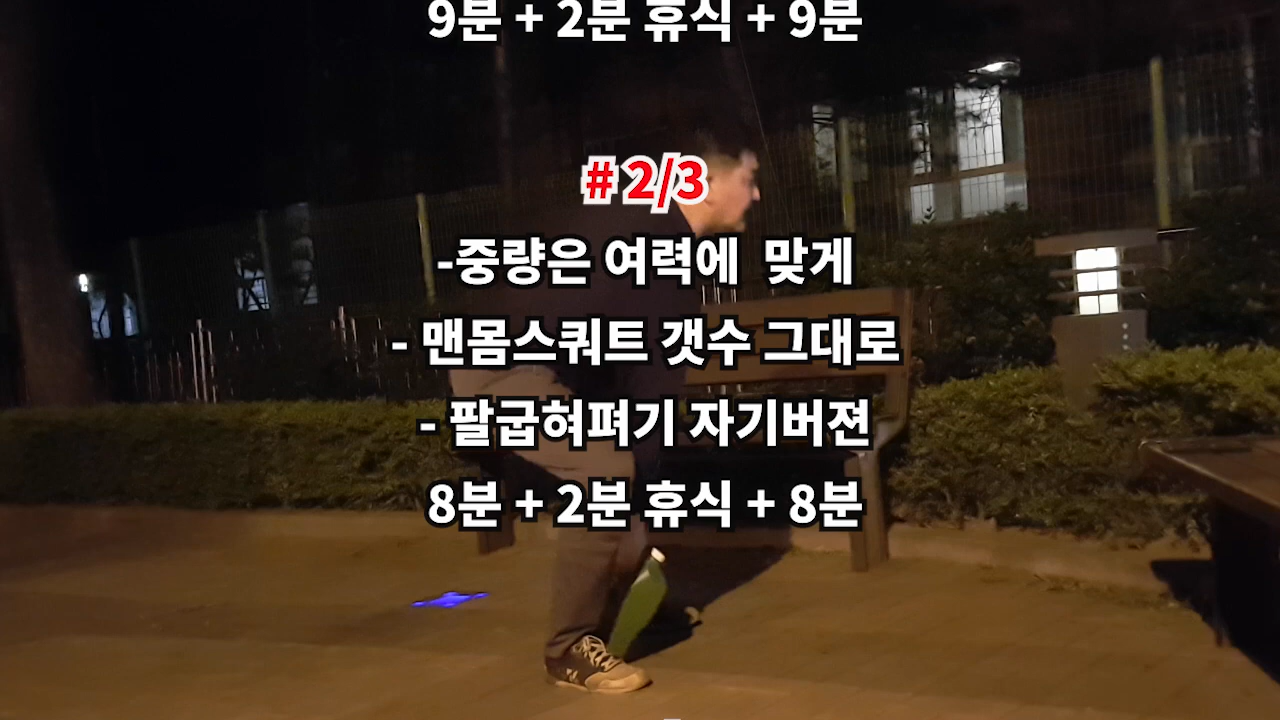 9분 + 2분 휴식 + 9분
# 2/3
-중량은 여력에 맞게
- 맨몸스쿼트 갯수 그대로
- 팔굽혀펴기 자기버젼
8분 + 2분 휴식 + 8분